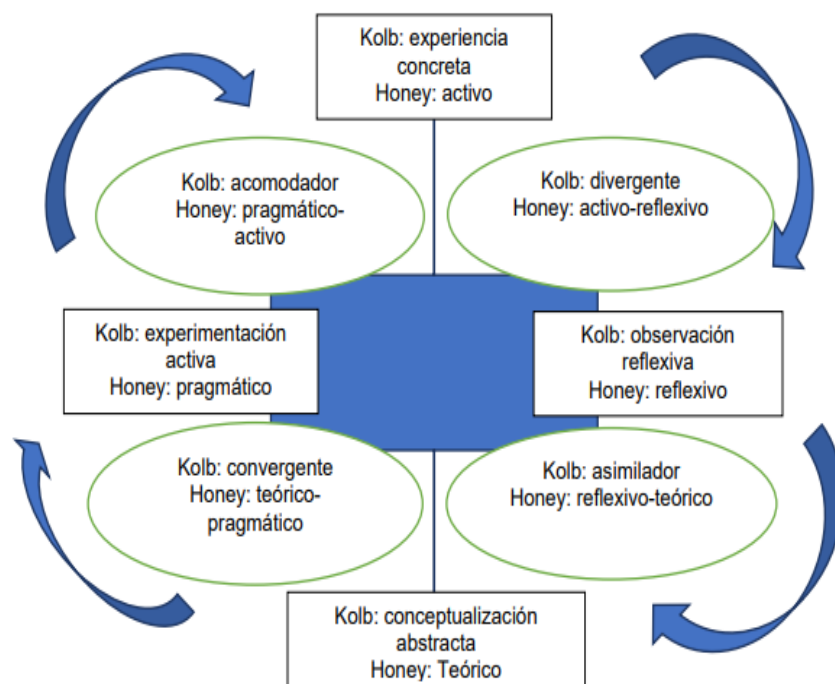 Kolb: experiencia
concreta
Honey: activo
Kolb: acomodador
Honey: pragmático-
activo
Kolb: divergente
Honey: activo-reflexivo
Kolb: experimentación
activa
Honey: pragmático
Kolb: observación
reflexiva
Honey: reflexivo
Kolb: convergente
Honey: teórico-
pragmático
Kolb: asimilador
Honey: reflexivo-teórico
Kolb: conceptualización
abstracta
Honey: Teórico